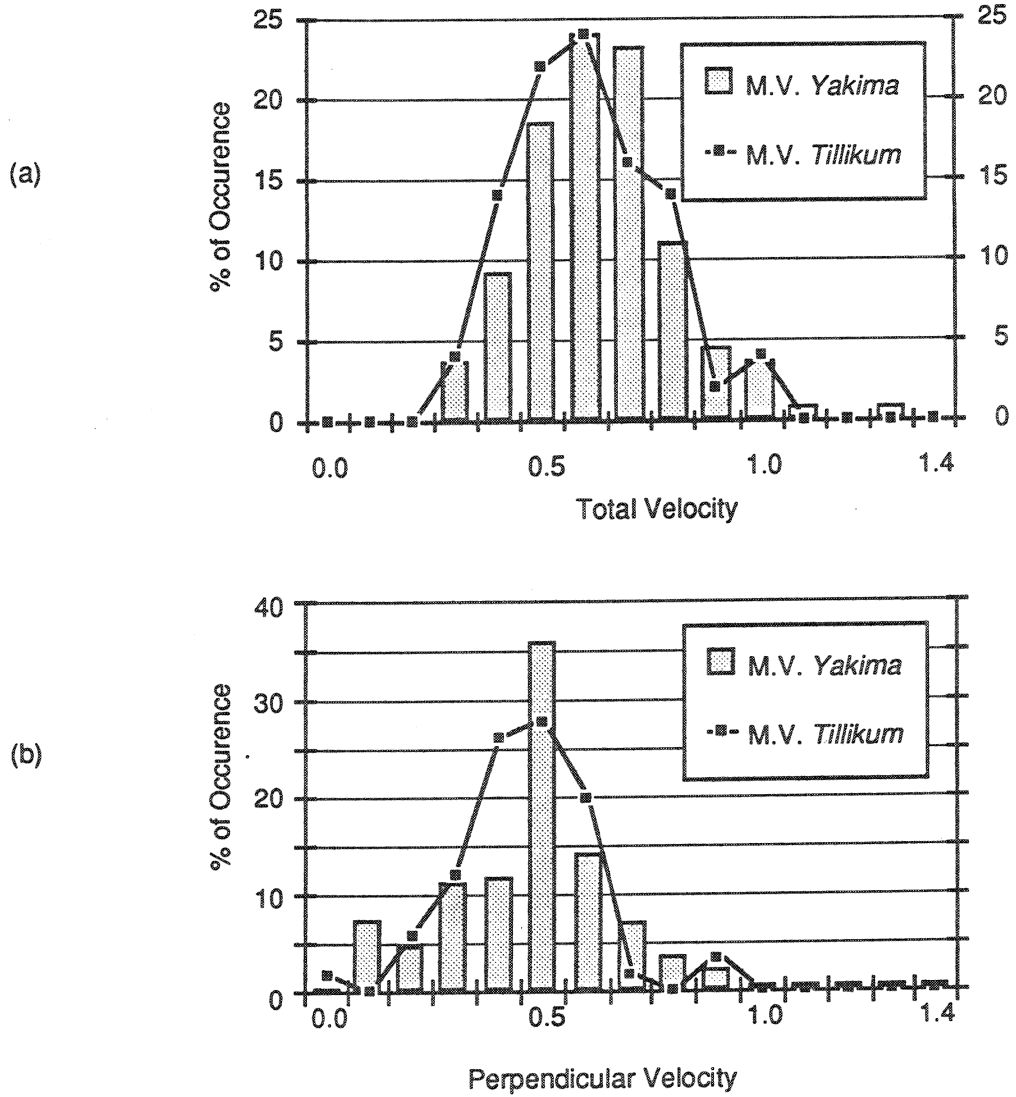 (a)
% of Occurence
25
20
15
10
5
0
25
20
15
10
5
0
M.V. Yakima
M.V. Tillikum
0.0 0.5 1.0 1.4
Total Velocity
(b)
% of Occurence
40
30
20
10
0
M.V. Yakima
M.V. Tillikum
0.0 0.5 1.0 1.4
Perpendicular Velocity